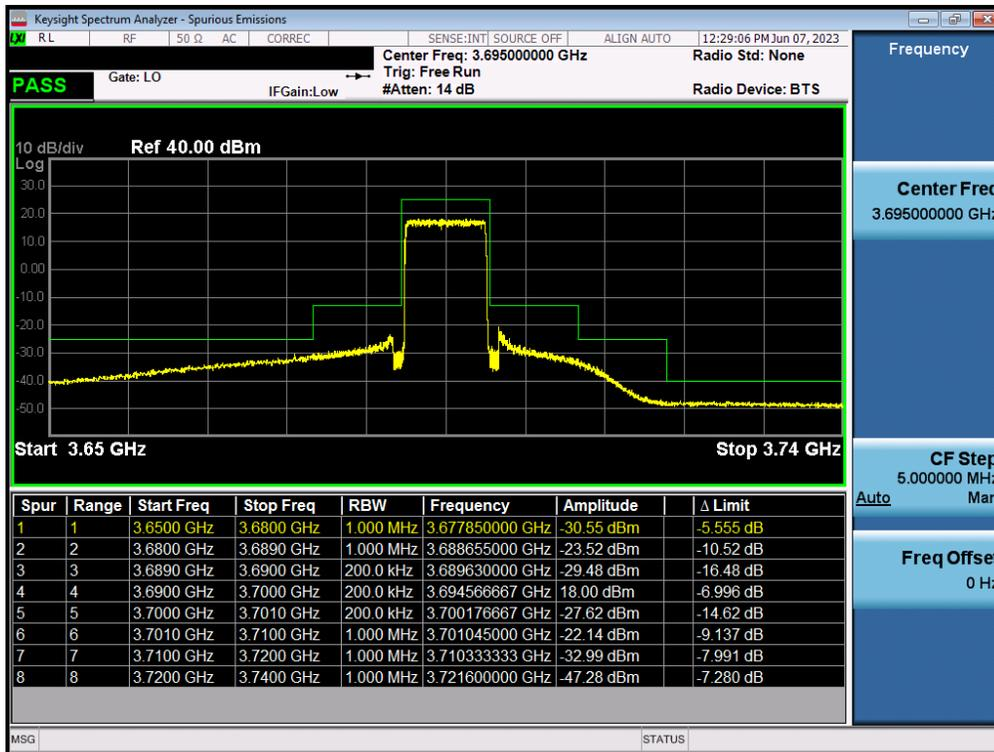 Keysight Spectrum Analyzer - Spurious Emissions
LXI RL RF 50 Ω AC CORREC SENSE:INT SOURCE OFF ALIGN AUTO 12:29:06 PM Jun 07, 2023
Center Freq: 3.695000000 GHz Radio Std: None
Gate: LO Trig: Free Run
PASS IFGain:Low #Atten: 14 dB Radio Device: BTS
Frequency
10 dB/div Ref 40.00 dBm
Log
30.0
20.0
10.0
0.00
-10.0
-20.0
-30.0
-40.0
-50.0
Start 3.65 GHz Stop 3.74 GHz
Spur Range Start Freq Stop Freq RBW Frequency Amplitude Δ Limit
1 1 3.6500 GHz 3.6800 GHz 1.000 MHz 3.677850000 GHz -30.55 dBm -5.555 dB
2 2 3.6800 GHz 3.6890 GHz 1.000 MHz 3.688655000 GHz -23.52 dBm -10.52 dB
3 3 3.6890 GHz 3.6900 GHz 200.0 kHz 3.689630000 GHz -29.48 dBm -16.48 dB
4 4 3.6900 GHz 3.7000 GHz 200.0 kHz 3.694566667 GHz 18.00 dBm -6.996 dB
5 5 3.7000 GHz 3.7010 GHz 200.0 kHz 3.700176667 GHz -27.62 dBm -14.62 dB
6 6 3.7010 GHz 3.7100 GHz 1.000 MHz 3.701045000 GHz -22.14 dBm -9.137 dB
7 7 3.7100 GHz 3.7200 GHz 1.000 MHz 3.710333333 GHz -32.99 dBm -7.991 dB
8 8 3.7200 GHz 3.7400 GHz 1.000 MHz 3.721600000 GHz -47.28 dBm -7.280 dB
Center Freq
3.695000000 GHz
CF Step
5.000000 MHz
Auto Man
Freq Offset
0 Hz
MSG STATUS